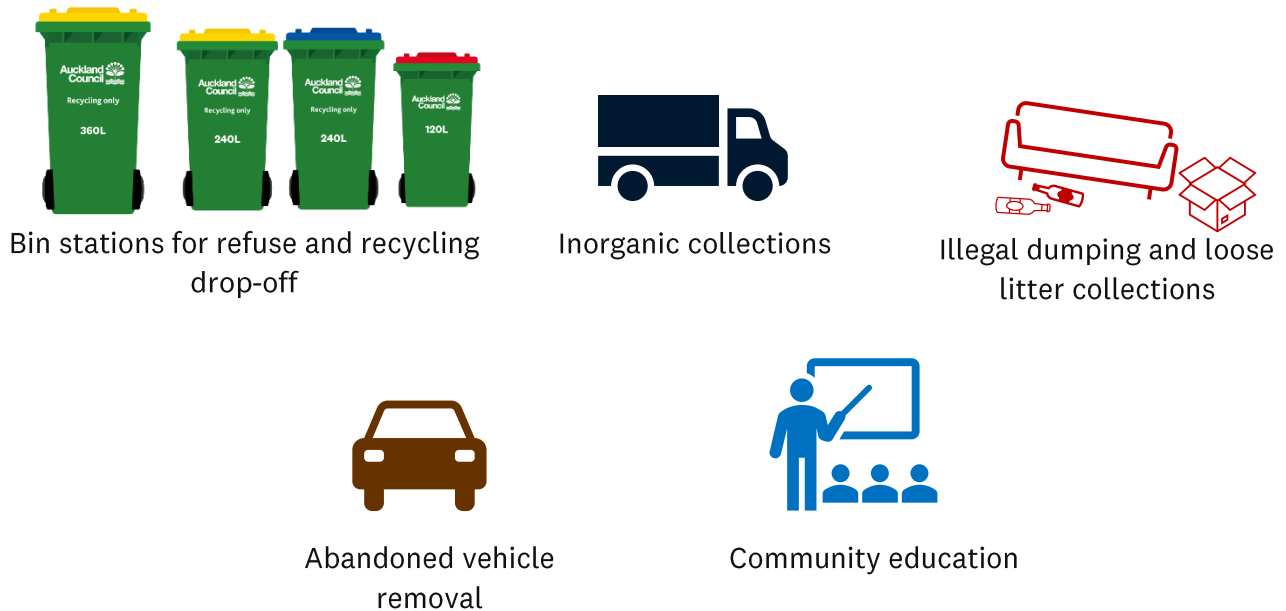 Auckland
Council
Recycling only
360L
Auckland
Council
Recycling only
240L
Auckland
Council
Recycling only
240L
Auckland
Council
120L
Bin stations for refuse and recycling
drop-off
Inorganic collections
Illegal dumping and loose
litter collections
Abandoned vehicle
removal
Community education